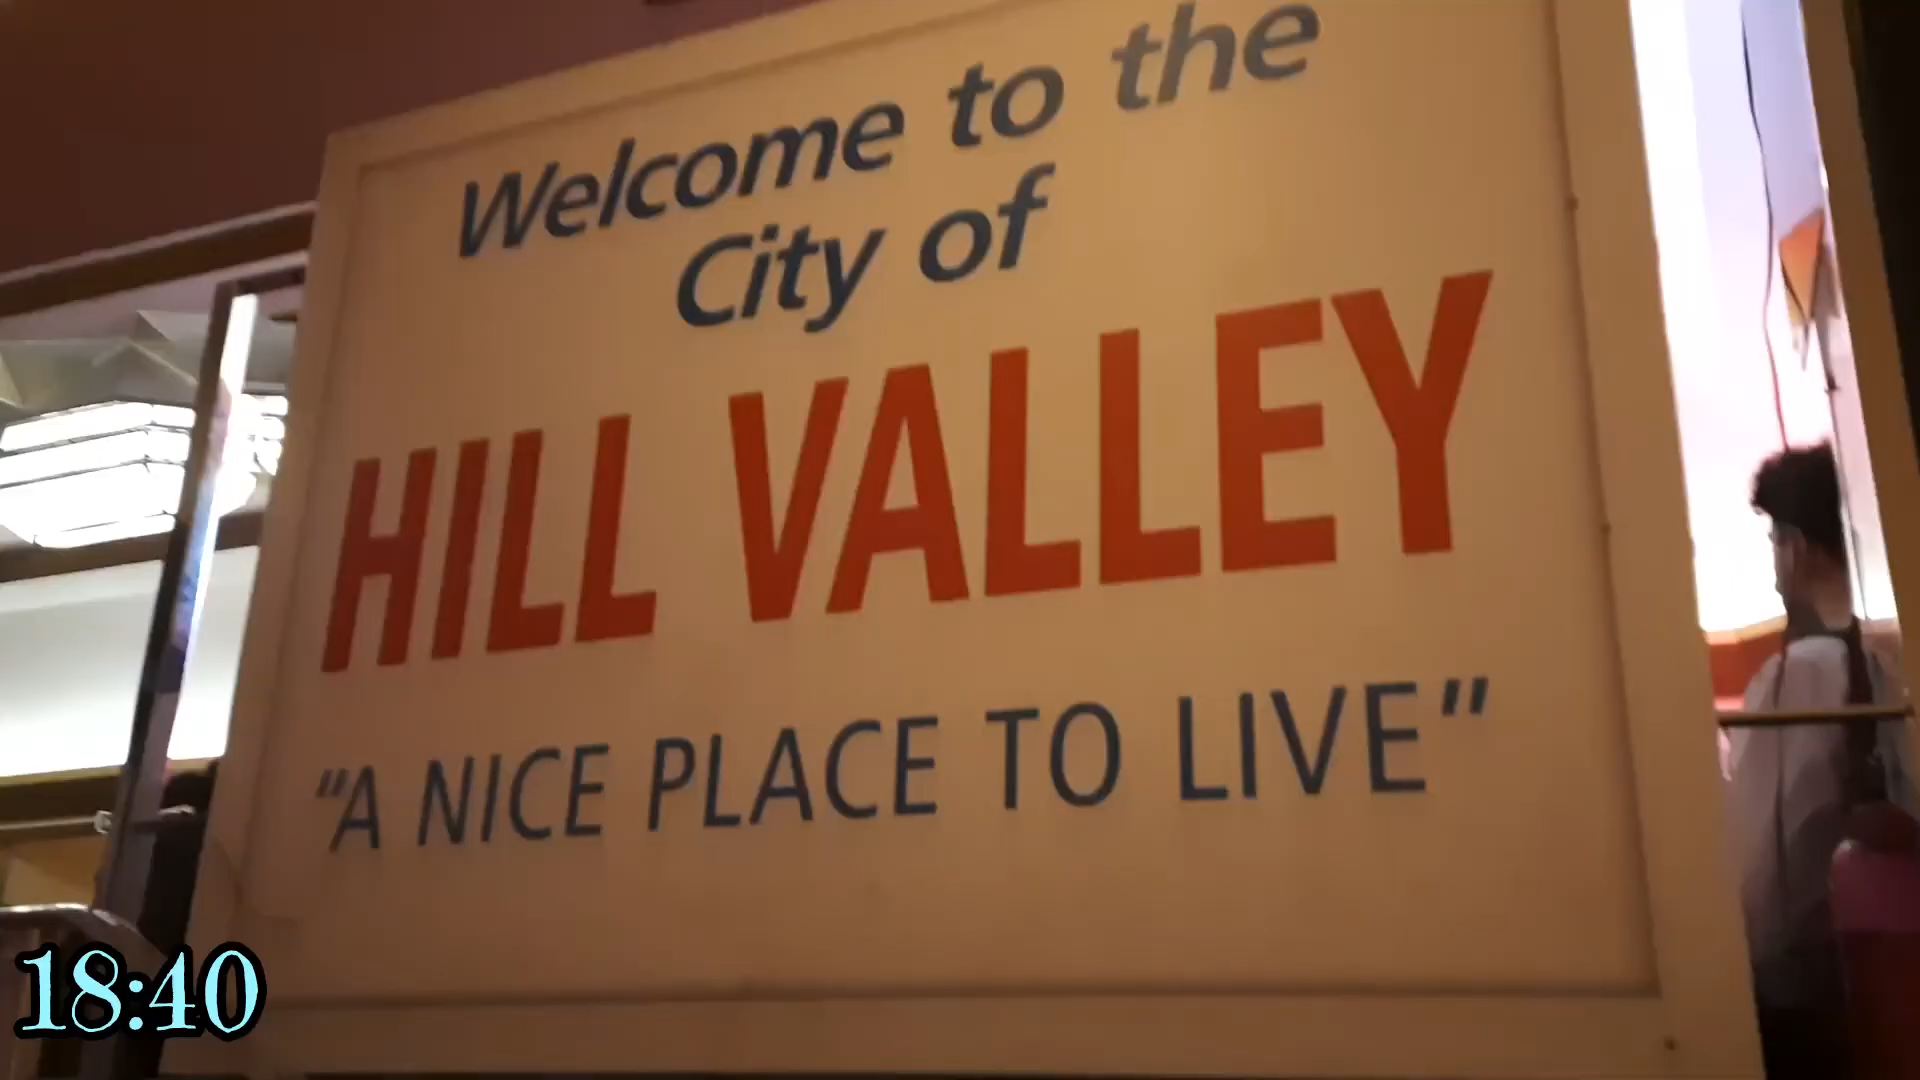 Welcome to the
City of
HILL VALLEY
"A NICE PLACE TO LIVE"
18:40